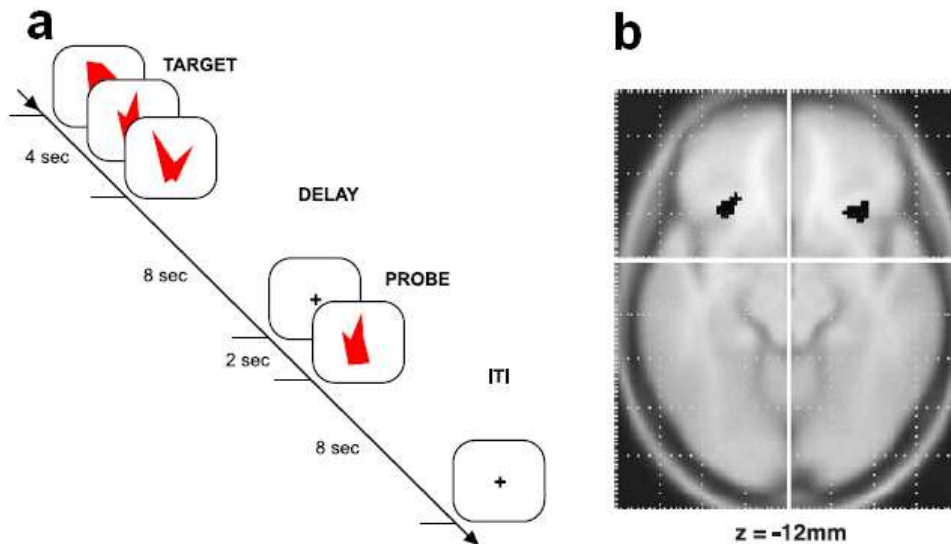 a
TARGET
4 sec
DELAY
8 sec
PROBE
2 sec
ITI
8 sec
b
z = -12mm